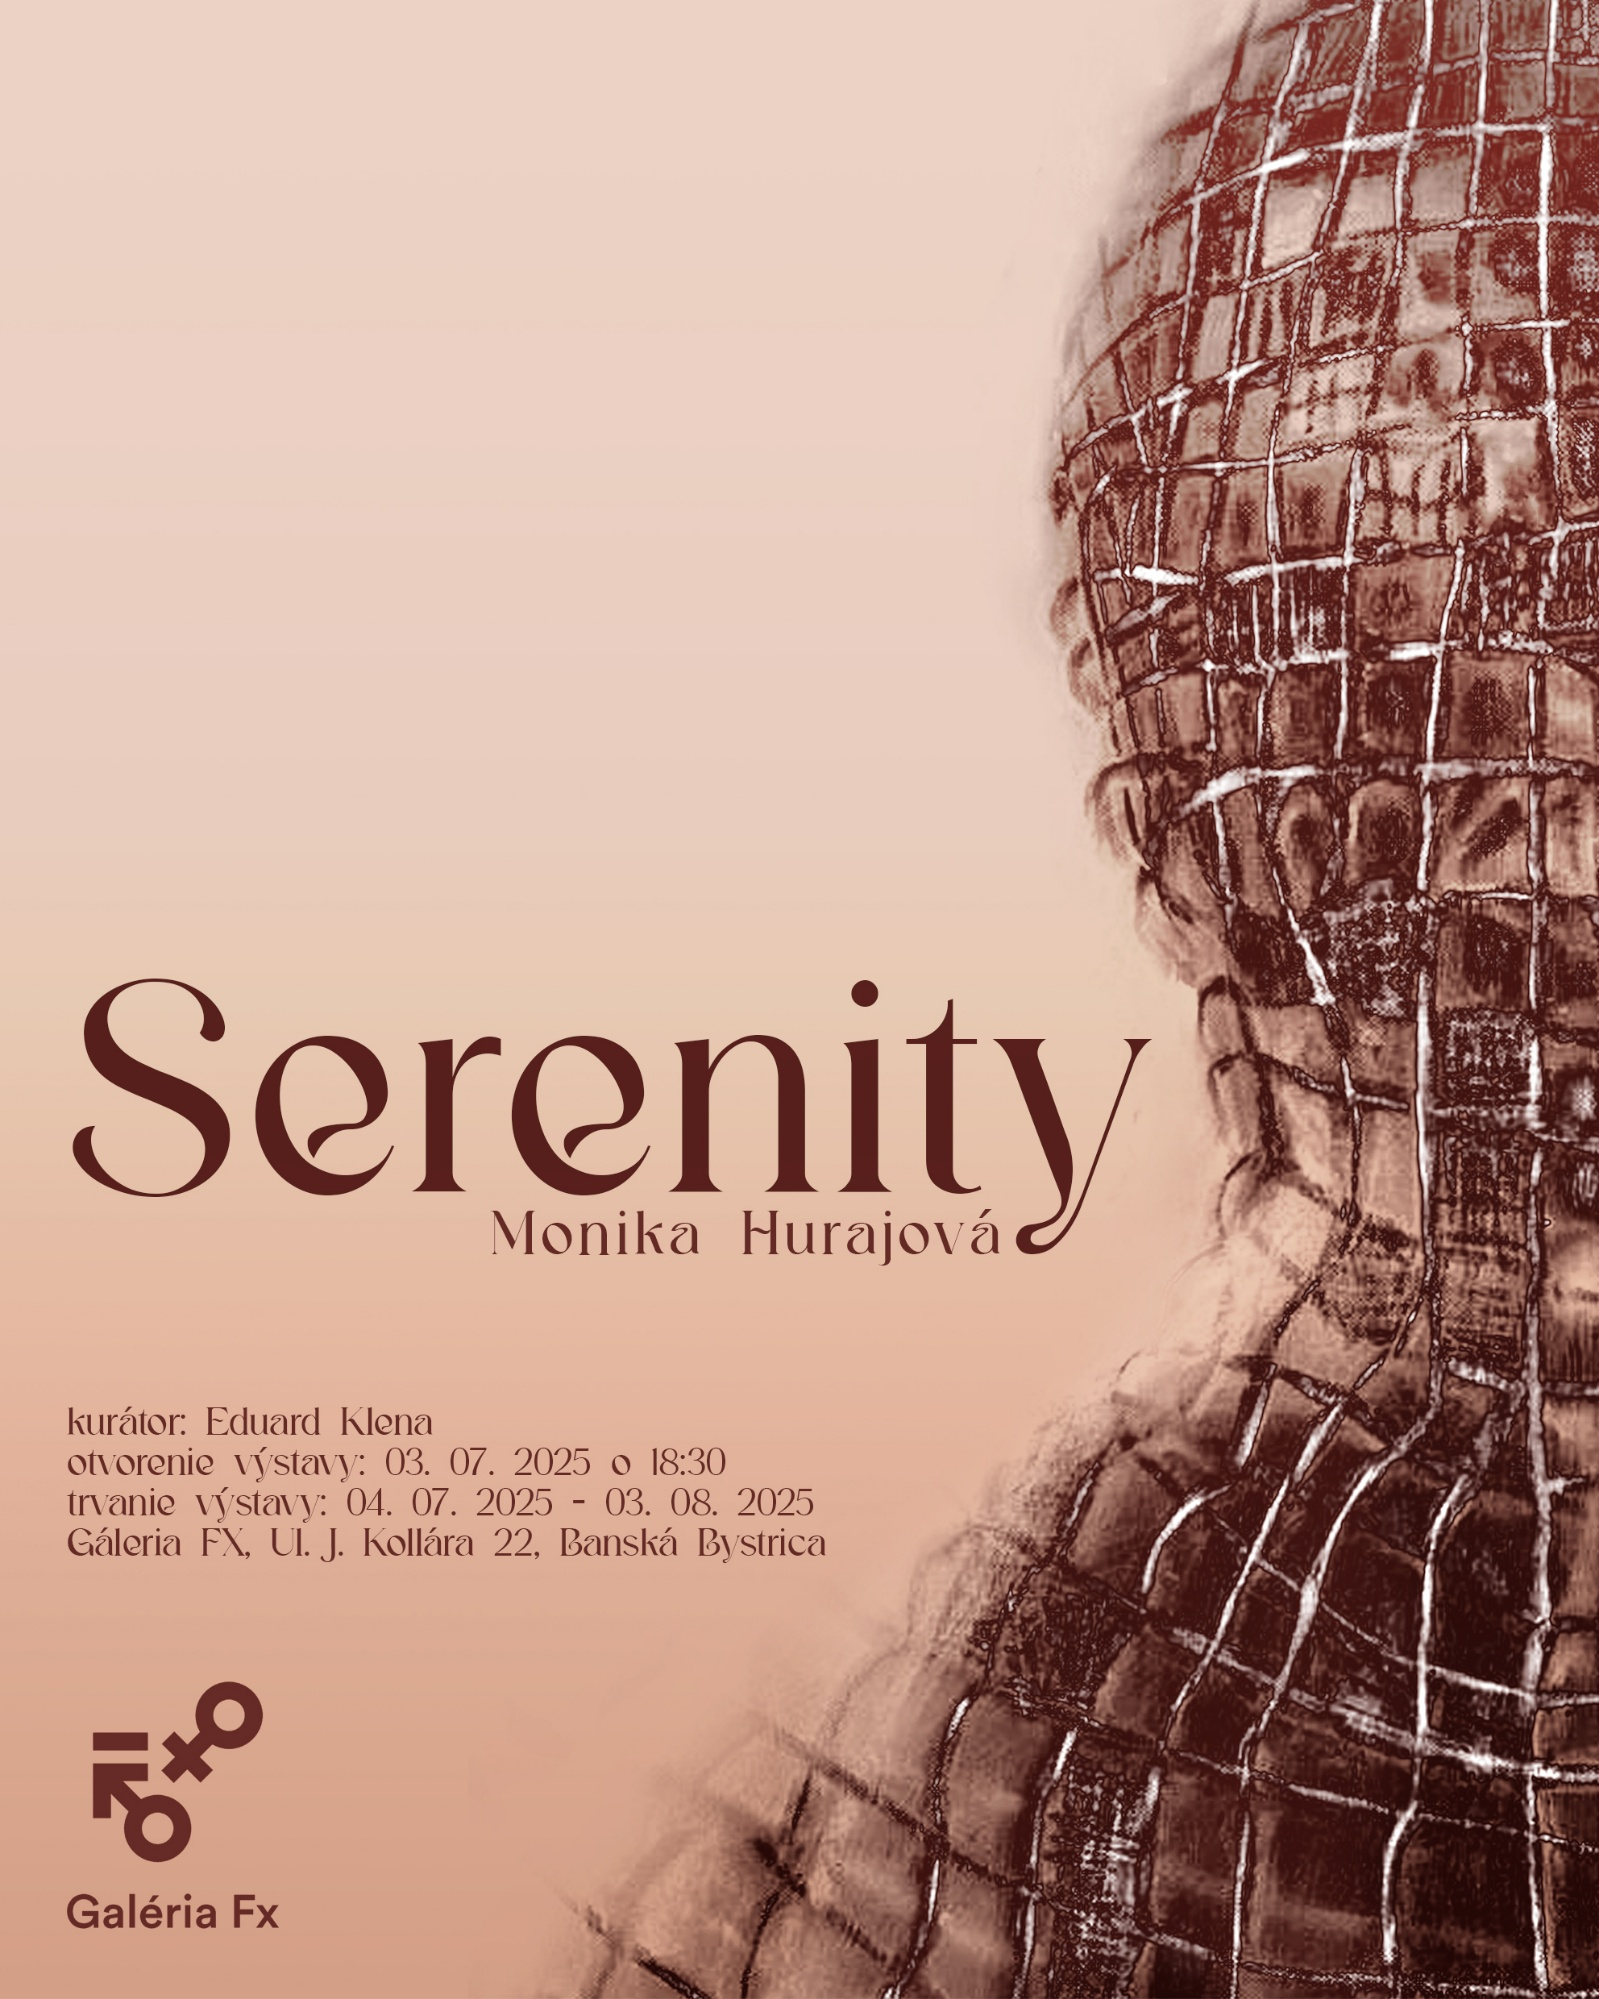 Serenity
Monika Hurajová
kurátor: Eduard Klena
otvorenie výstavy: 03. 07. 2025 o 18:30
trvanie výstavy: 04. 07. 2025 - 03. 08. 2025
Gáleria FX, Ul. J. Kollára 22, Banská Bystrica
Galéria Fx